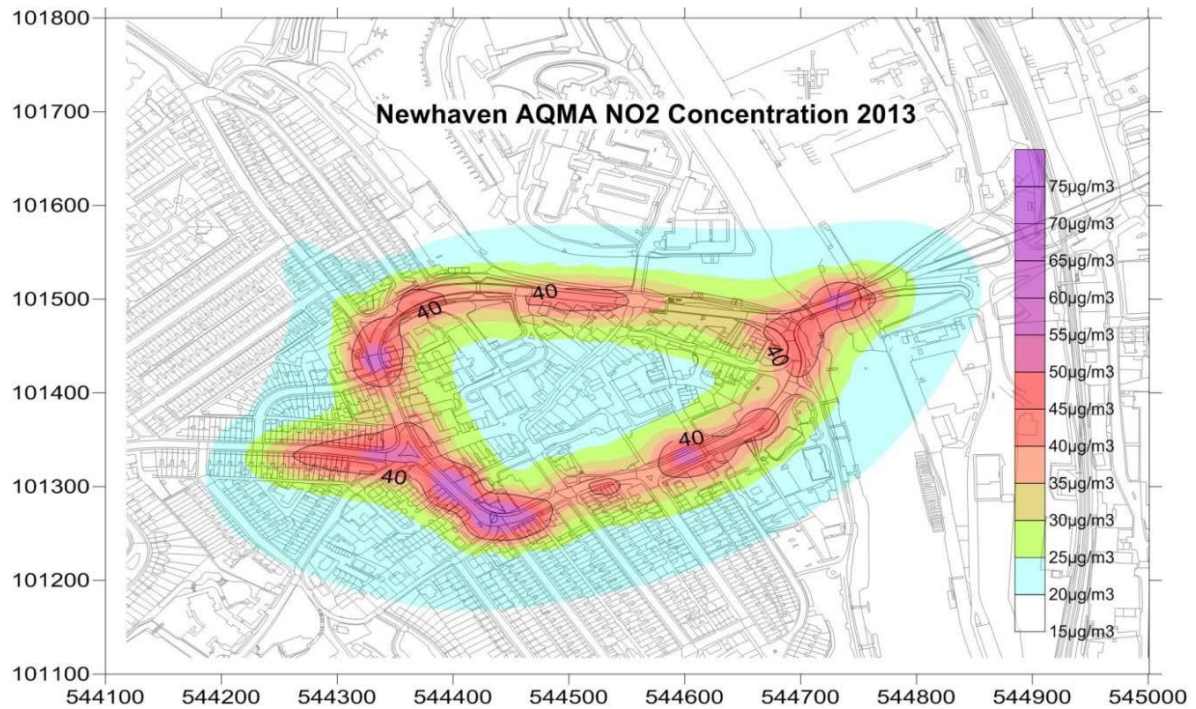 101800
101700
101600
101500
101400
101300
101200
101100
Newhaven AQMA NO2 Concentration 2013
75µg/m3
70µg/m3
65µg/m3
60µg/m3
55µg/m3
50µg/m3
45µg/m3
40µg/m3
35µg/m3
30µg/m3
25µg/m3
20µg/m3
15µg/m3
40
40
40
40
40
544100 544200 544300 544400 544500 544600 544700 544800 544900 545000